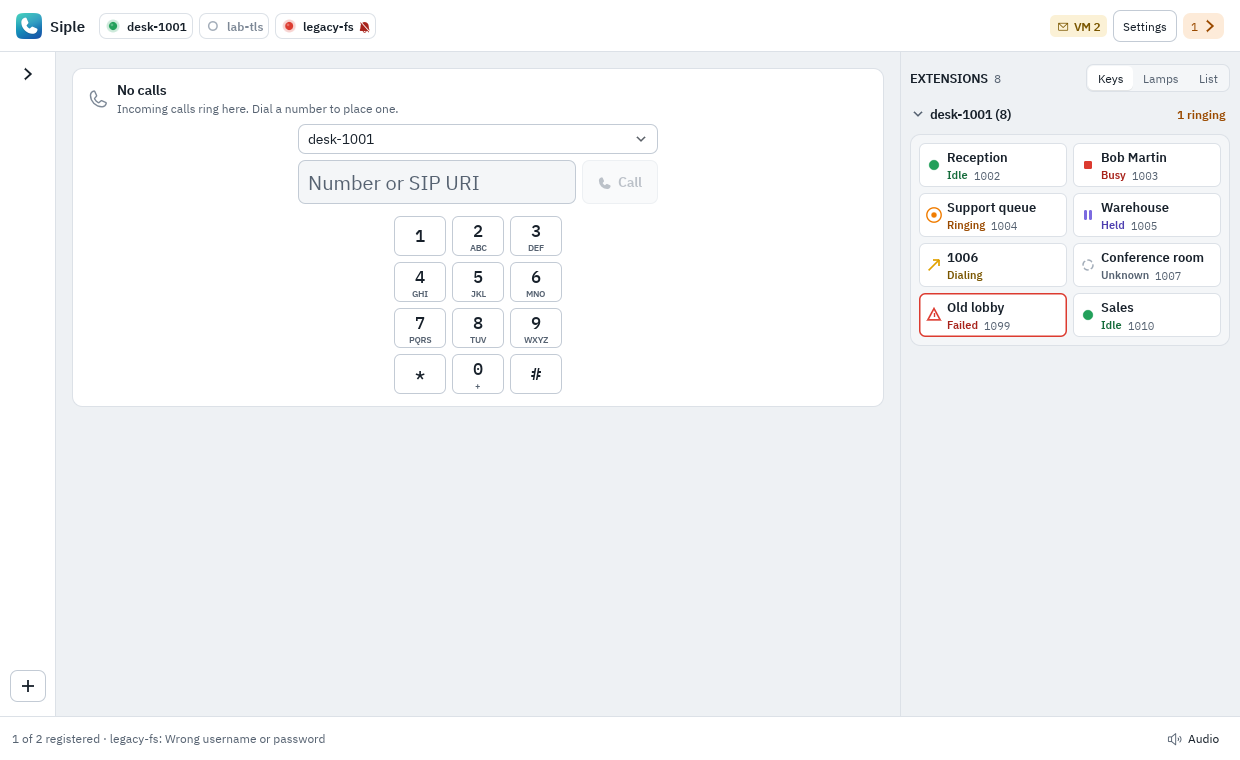 Siple desk-1001 lab-tls legacy-fs VM 2 Settings 1
No calls
Incoming calls ring here. Dial a number to place one.
desk-1001
Number or SIP URI Call
1 2 ABC 3 DEF
4 GHI 5 JKL 6 MNO
7 PQRS 8 TUV 9 WXYZ
* 0 + #
EXTENSIONS 8 Keys Lamps List
desk-1001 (8) 1 ringing
Reception
Idle 1002
Bob Martin
Busy 1003
Support queue
Ringing 1004
Warehouse
Held 1005
1006
Dialing
Conference room
Unknown 1007
Old lobby
Failed 1099
Sales
Idle 1010
1 of 2 registered · legacy-fs: Wrong username or password Audio